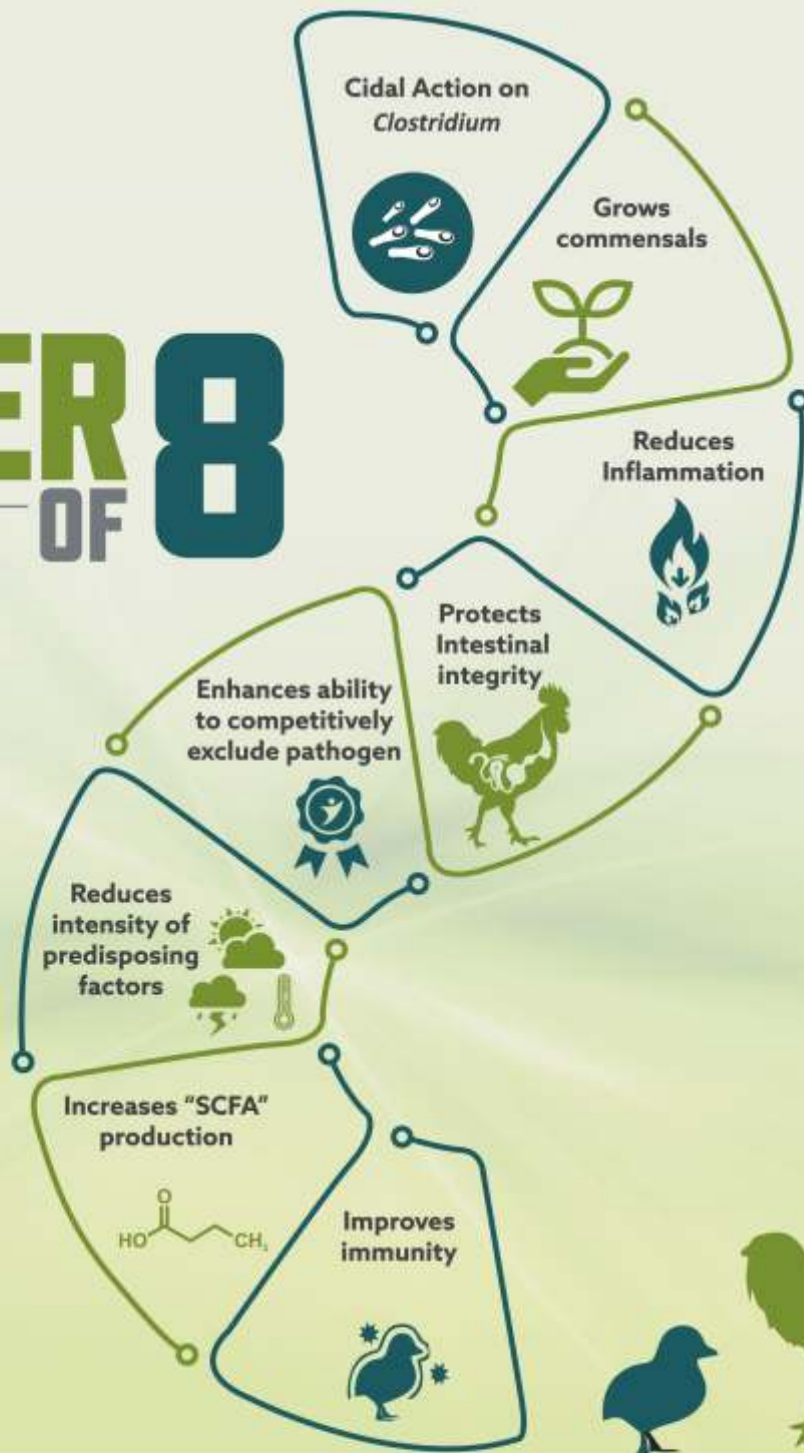 Cidal Action on
Clostridium
Grows
commensals
ER
OF
8
Reduces
Inflammation
Protects
Intestinal
integrity
Enhances ability
to competitively
exclude pathogen
Reduces
intensity of
predisposing
factors
Increases "SCFA"
production
O
HO
CH₃
Improves
immunity